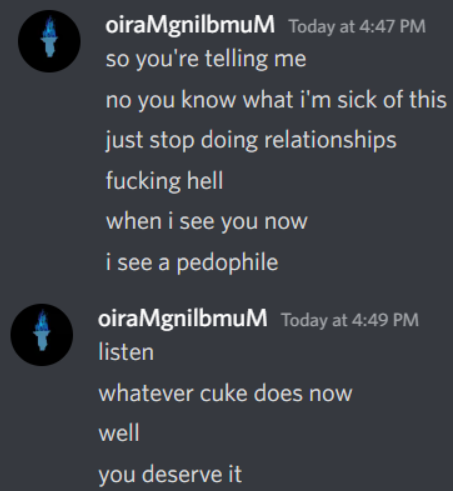 oiraMgnilbmuM Today at 4:47 PM
so you're telling me
no you know what i'm sick of this
just stop doing relationships
fucking hell
when i see you now
i see a pedophile
oiraMgnilbmuM Today at 4:49 PM
listen
whatever cuke does now
well
you deserve it